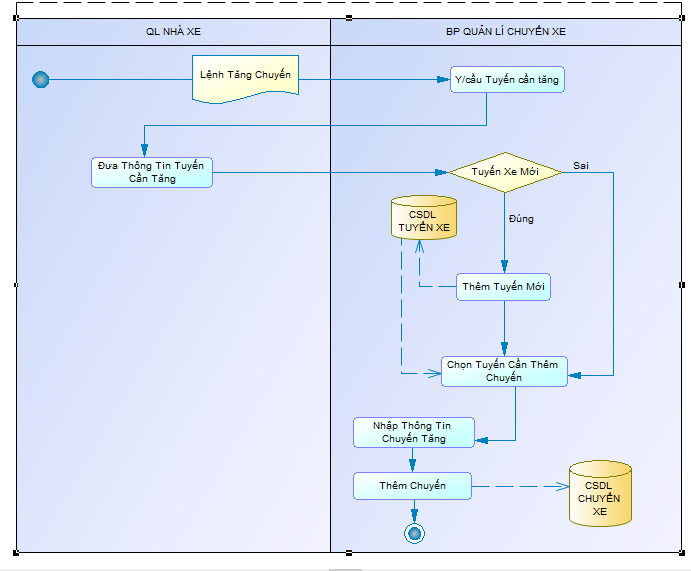 QL NHÀ XE
BP QUẢN LÍ CHUYẾN XE
Lệnh Tăng Chuyến
Y/cầu Tuyến cần tăng
Đưa Thông Tin Tuyến
Cần Tăng
Tuyến Xe Mới
Sai
CSDL
TUYẾN XE
Đúng
Thêm Tuyến Mới
Chọn Tuyến Cần Thêm
Chuyến
Nhập Thông Tin
Chuyến Tăng
Thêm Chuyến
CSDL
CHUYẾN
XE